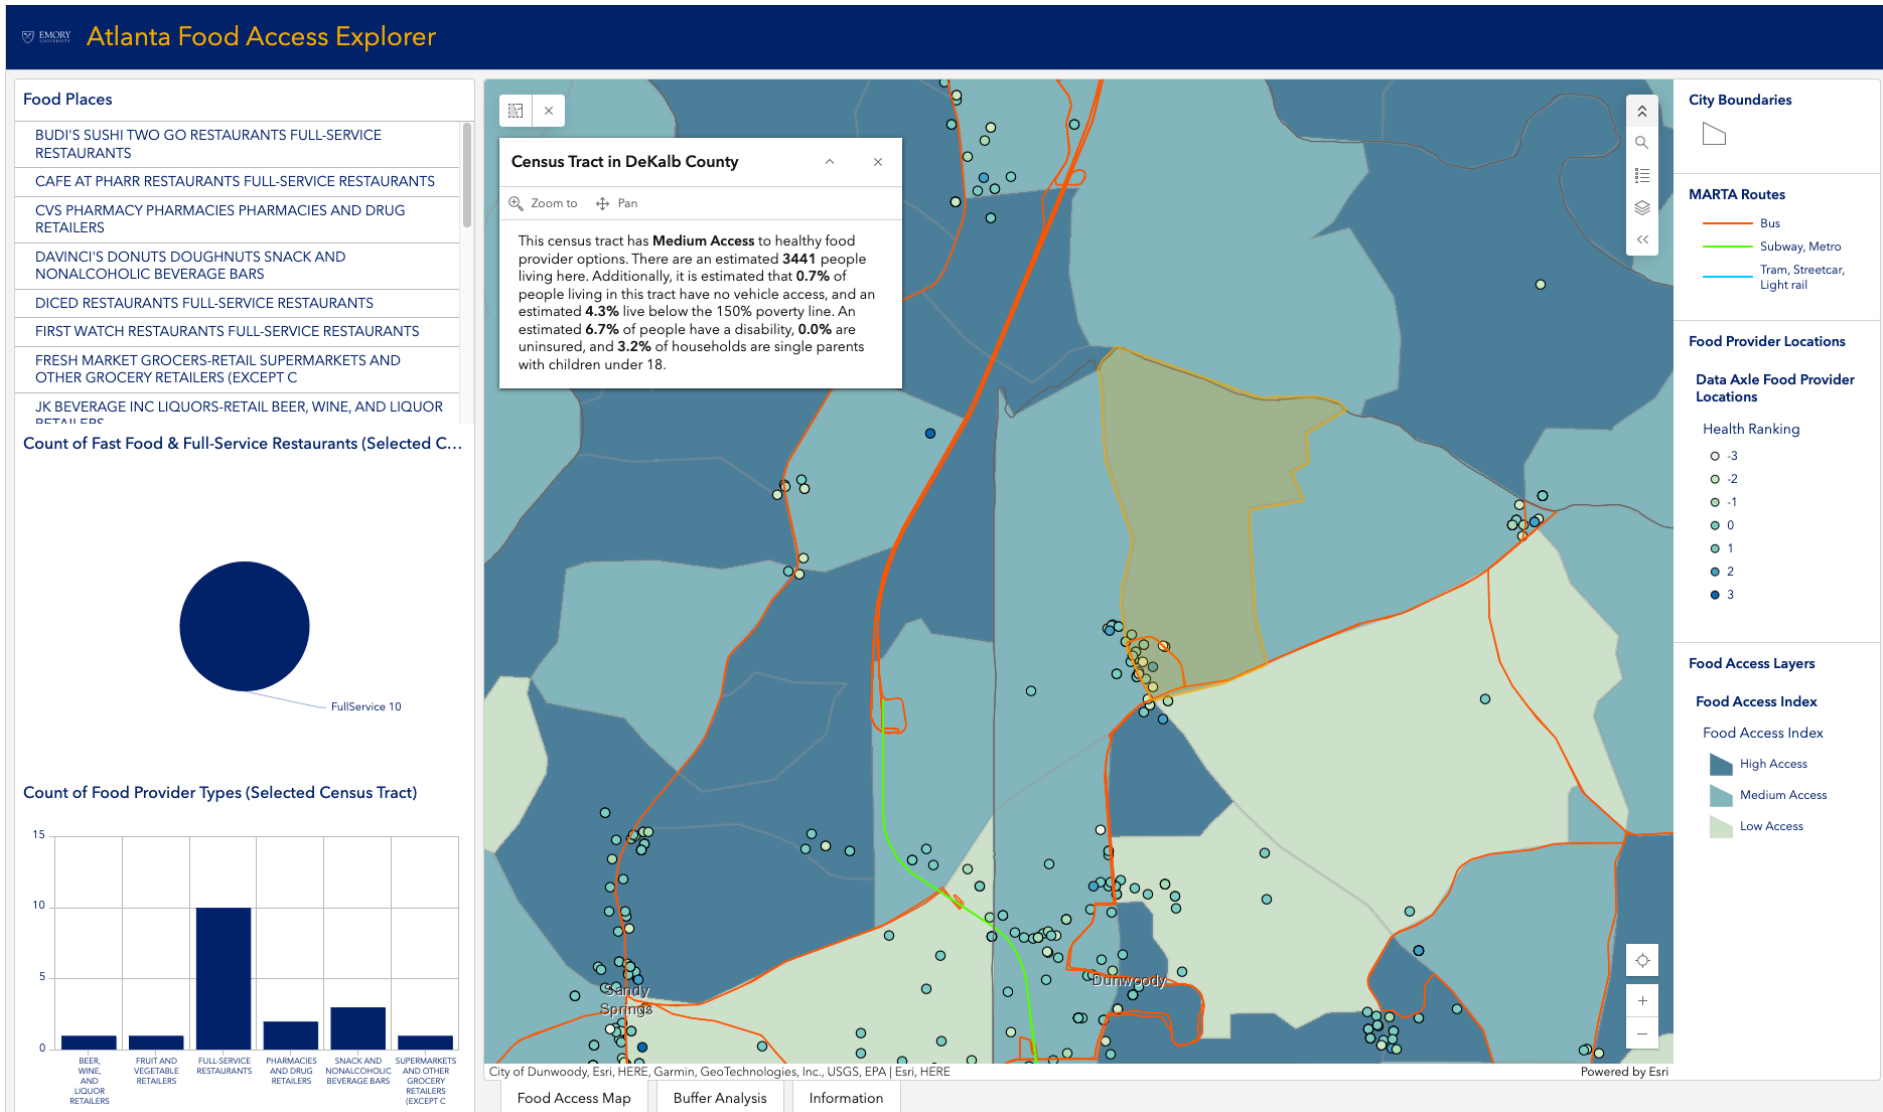 EMORY
UNIVERSITY
Atlanta Food Access Explorer
Food Places
BUDI'S SUSHI TWO GO RESTAURANTS FULL-SERVICE
RESTAURANTS
CAFE AT PHARR RESTAURANTS FULL-SERVICE RESTAURANTS
CVS PHARMACY PHARMACIES PHARMACIES AND DRUG
RETAILERS
DAVINCI'S DONUTS DOUGHNUTS SNACK AND
NONALCOHOLIC BEVERAGE BARS
DICED RESTAURANTS FULL-SERVICE RESTAURANTS
FIRST WATCH RESTAURANTS FULL-SERVICE RESTAURANTS
FRESH MARKET GROCERS-RETAIL SUPERMARKETS AND
OTHER GROCERY RETAILERS (EXCEPT C
JK BEVERAGE INC LIQUORS-RETAIL BEER, WINE, AND LIQUOR
RETAILERS
Count of Fast Food & Full-Service Restaurants (Selected C...
FullService 10
Count of Food Provider Types (Selected Census Tract)
15
10
5
0
BEER,
WINE,
AND
LIQUOR
RETAILERS
FRUIT AND
VEGETABLE
RETAILERS
FULL-SERVICE
RESTAURANTS
PHARMACIES
AND DRUG
RETAILERS
SNACK AND
NONALCOHOLIC
BEVERAGE BARS
SUPERMARKETS
AND OTHER
GROCERY
RETAILERS
(EXCEPT C
Census Tract in DeKalb County
Zoom to
Pan
This census tract has Medium Access to healthy food
provider options. There are an estimated 3441 people
living here. Additionally, it is estimated that 0.7% of
people living in this tract have no vehicle access, and an
estimated 4.3% live below the 150% poverty line. An
estimated 6.7% of people have a disability, 0.0% are
uninsured, and 3.2% of households are single parents
with children under 18.
Sandy
Springs
Dunwoody
City of Dunwoody, Esri, HERE, Garmin, GeoTechnologies, Inc., USGS, EPA | Esri, HERE
Powered by Esri
Food Access Map
Buffer Analysis
Information
City Boundaries
MARTA Routes
Bus
Subway, Metro
Tram, Streetcar,
Light rail
Food Provider Locations
Data Axle Food Provider
Locations
Health Ranking
-3
-2
-1
0
1
2
3
Food Access Layers
Food Access Index
Food Access Index
High Access
Medium Access
Low Access